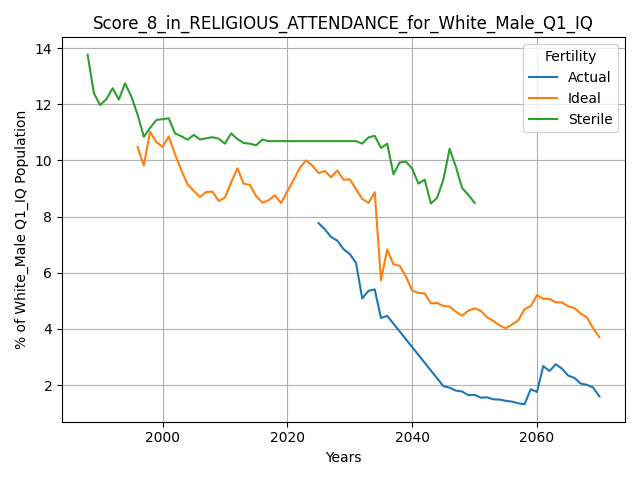 Score_8_in_RELIGIOUS_ATTENDANCE_for_White_Male_Q1_IQ
14
12
10
8
6
4
2
% of White_Male Q1_IQ Population
Fertility
Actual
Ideal
Sterile
2000
2020
2040
2060
Years